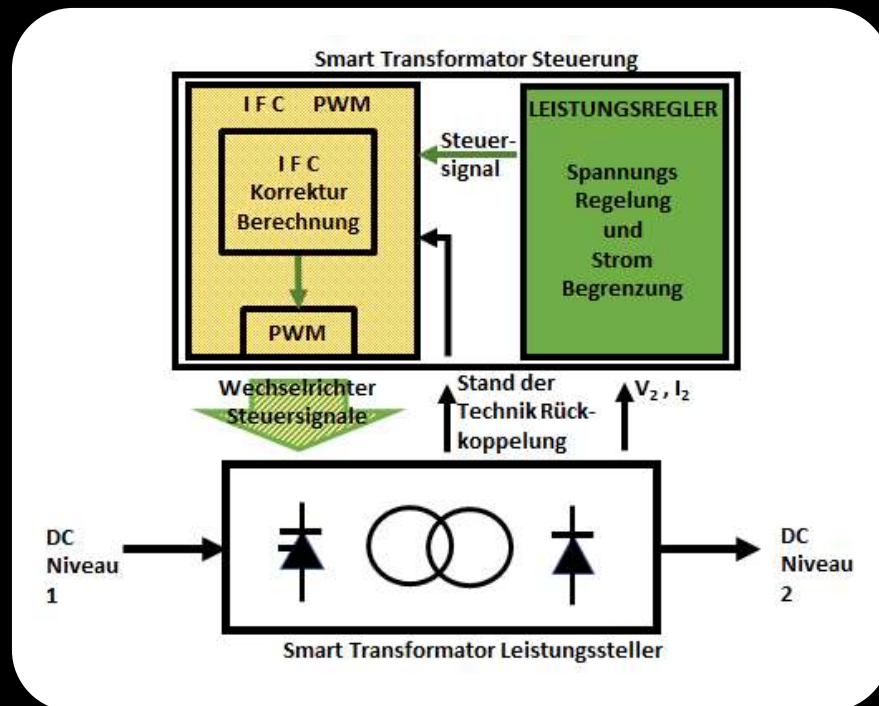 Smart Transformator Steuerung
I F C PWM
I F C
Korrektur
Berechnung
PWM
Steuer-
signal
LEISTUNGSREGLER
Spannungs
Regelung
und
Strom
Begrenzung
Wechselrichter
Steuersignale
Stand der
Technik Rück-
koppelung
V₂ , I₂
DC
Niveau
1
DC
Niveau
2
Smart Transformator Leistungssteller